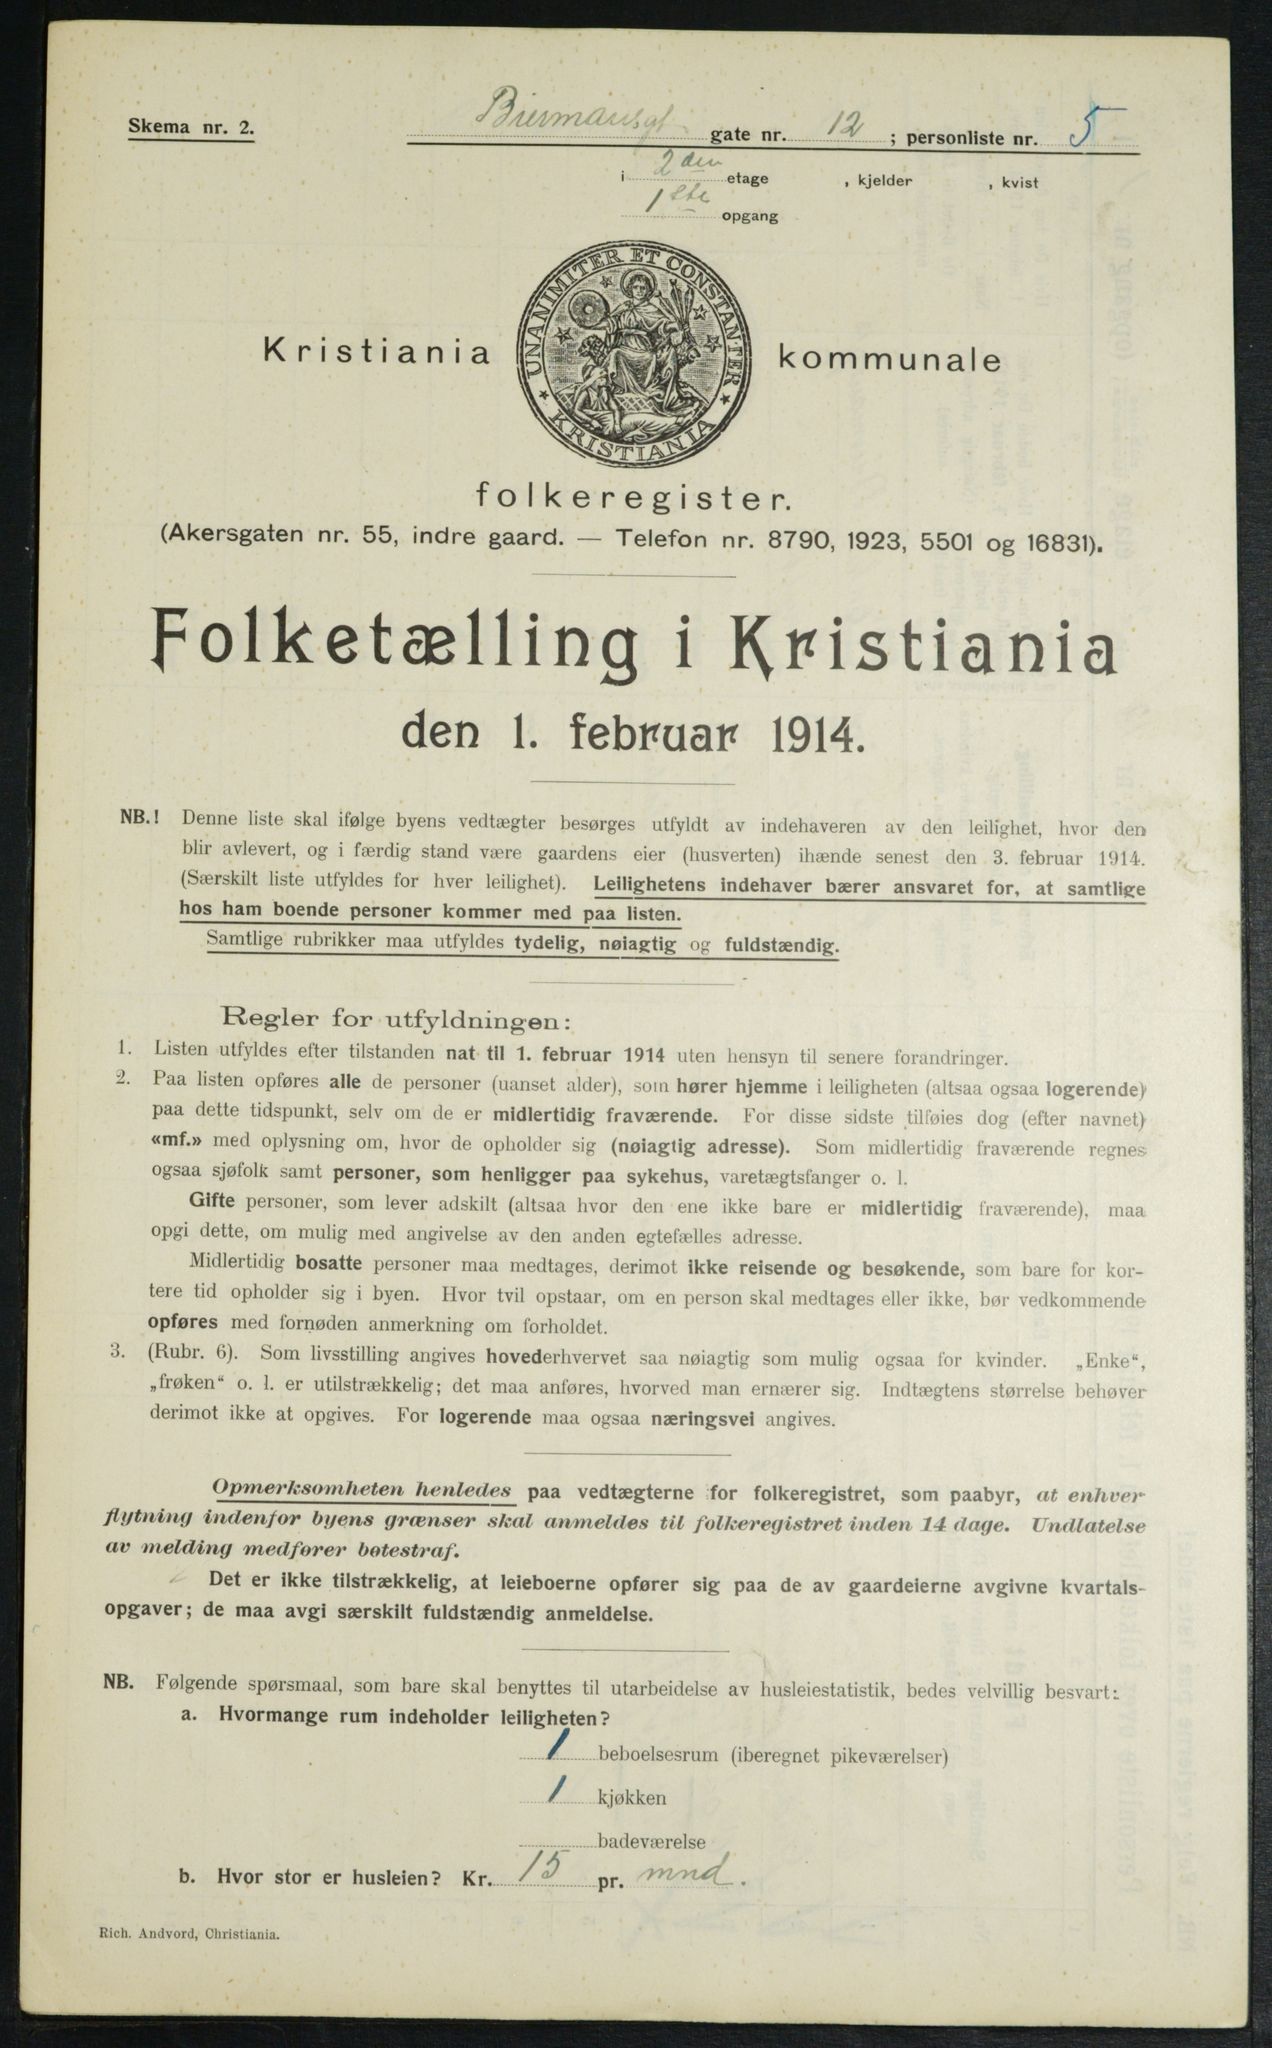 Skema nr. 2.
Biermansgt gate nr. 12 ; personliste nr. 5
i 2den etage , kjelder , kvist
1ste opgang
UNANIMITER ET CONSTANTER
★ KRISTIANIA ★
Kristiania kommunale
folkeregister.
(Akersgaten nr. 55, indre gaard. — Telefon nr. 8790, 1923, 5501 og 16831).
Folketælling i Kristiania
den 1. februar 1914.
NB.! Denne liste skal ifølge byens vedtægter besørges utfyldt av indehaveren av den leilighet, hvor den
blir avlevert, og i færdig stand være gaardens eier (husverten) ihænde senest den 3. februar 1914.
(Særskilt liste utfyldes for hver leilighet). Leilighetens indehaver bærer ansvaret for, at samtlige
hos ham boende personer kommer med paa listen.
Samtlige rubrikker maa utfyldes tydelig, nøiagtig og fuldstændig.
Regler for utfyldningen:
1. Listen utfyldes efter tilstanden nat til 1. februar 1914 uten hensyn til senere forandringer.
2. Paa listen opføres alle de personer (uanset alder), som hører hjemme i leiligheten (altsaa ogsaa logerende)
paa dette tidspunkt, selv om de er midlertidig fraværende. For disse sidste tilføies dog (efter navnet)
«mf.» med oplysning om, hvor de opholder sig (nøiagtig adresse). Som midlertidig fraværende regnes
ogsaa sjøfolk samt personer, som henligger paa sykehus, varetægtsfanger o. l.
Gifte personer, som lever adskilt (altsaa hvor den ene ikke bare er midlertidig fraværende), maa
opgi dette, om mulig med angivelse av den anden egtefælles adresse.
Midlertidig bosatte personer maa medtages, derimot ikke reisende og besøkende, som bare for kor-
tere tid opholder sig i byen. Hvor tvil opstaar, om en person skal medtages eller ikke, bør vedkommende
opføres med fornøden anmerkning om forholdet.
3. (Rubr. 6). Som livsstilling angives hovederhvervet saa nøiagtig som mulig ogsaa for kvinder. „Enke“,
„frøken“ o. l. er utilstrækkelig; det maa anføres, hvorved man ernærer sig. Indtægtens størrelse behøver
derimot ikke at opgives. For logerende maa ogsaa næringsvei angives.
Opmerksomheten henledes paa vedtægterne for folkeregistret, som paabyr, at enhver
flytning indenfor byens grænser skal anmeldes til folkeregistret inden 14 dage. Undlatelse
av melding medfører bøtestraf.
Det er ikke tilstrækkelig, at leieboerne opfører sig paa de av gaardeierne avgivne kvartals-
opgaver; de maa avgi særskilt fuldstændig anmeldelse.
NB. Følgende spørsmaal, som bare skal benyttes til utarbeidelse av husleiestatistik, bedes velvillig besvart:
a. Hvormange rum indeholder leiligheten?
1 beboelsesrum (iberegnet pikeværelser)
1 kjøkken
badeværelse
b. Hvor stor er husleien? Kr. 15 pr. mnd.
Rich. Andvord, Christiania.